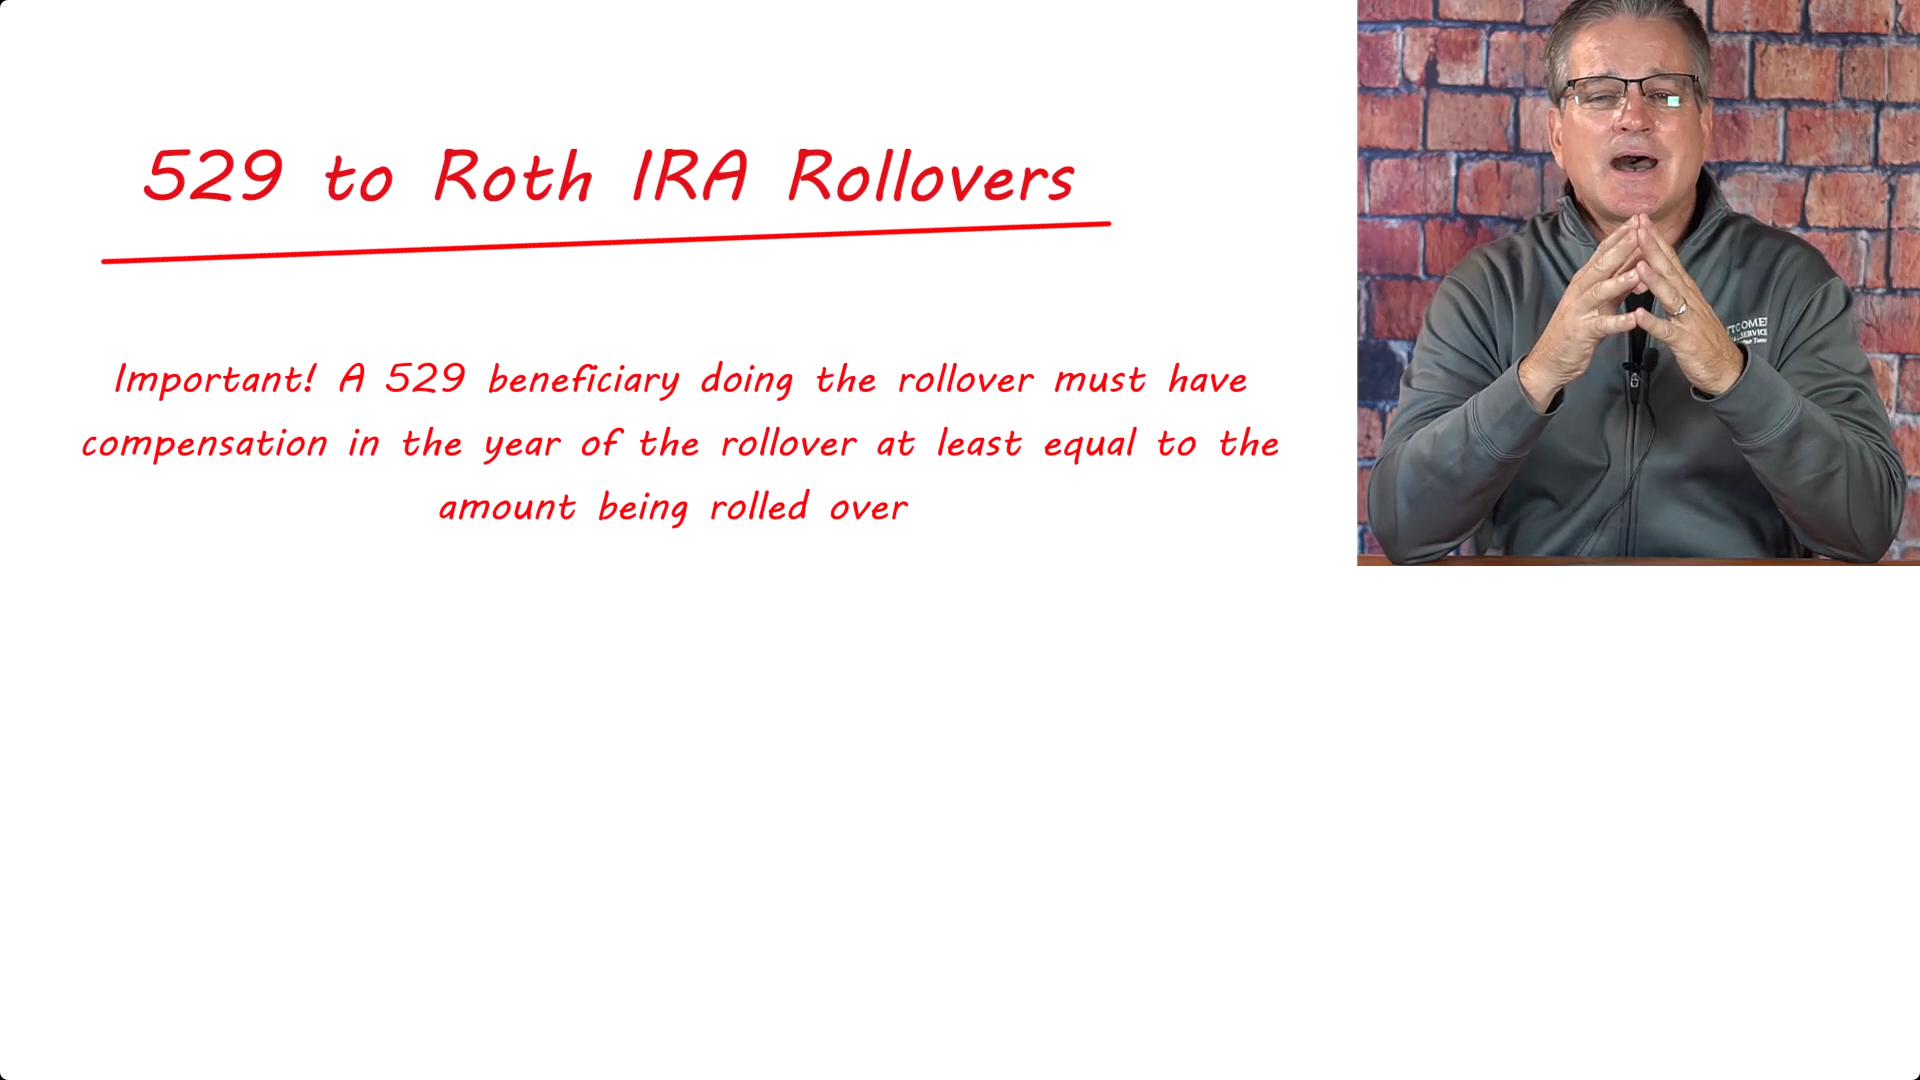 529 to Roth IRA Rollovers
Important! A 529 beneficiary doing the rollover must have
compensation in the year of the rollover at least equal to the
amount being rolled over